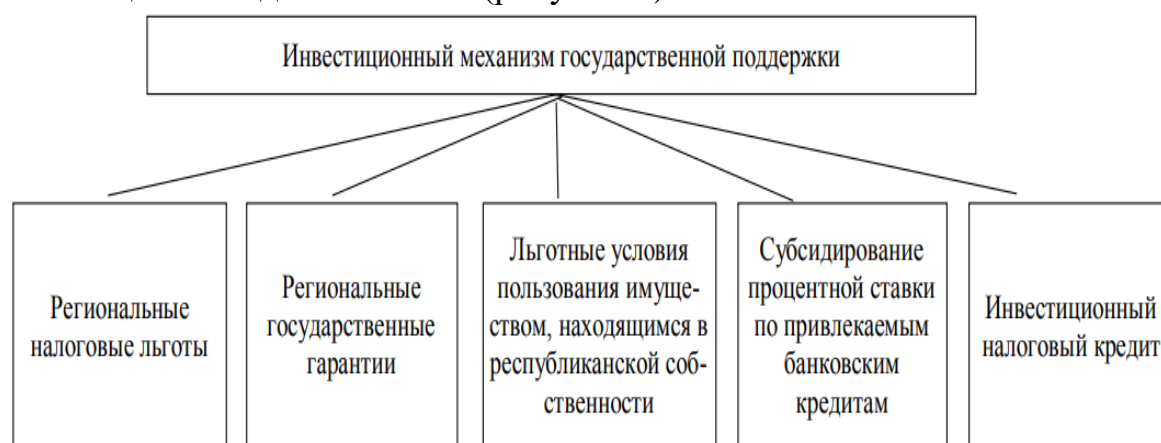 Инвестиционный механизм государственной поддержки
Региональные
налоговые льготы
Региональные
государственные
гарантии
Льготные условия
пользования имуще-
ством, находящимся в
республиканской соб-
ственности
Субсидирование
процентной ставки
по привлекаемым
банковским
кредитам
Инвестиционный
налоговый кредит